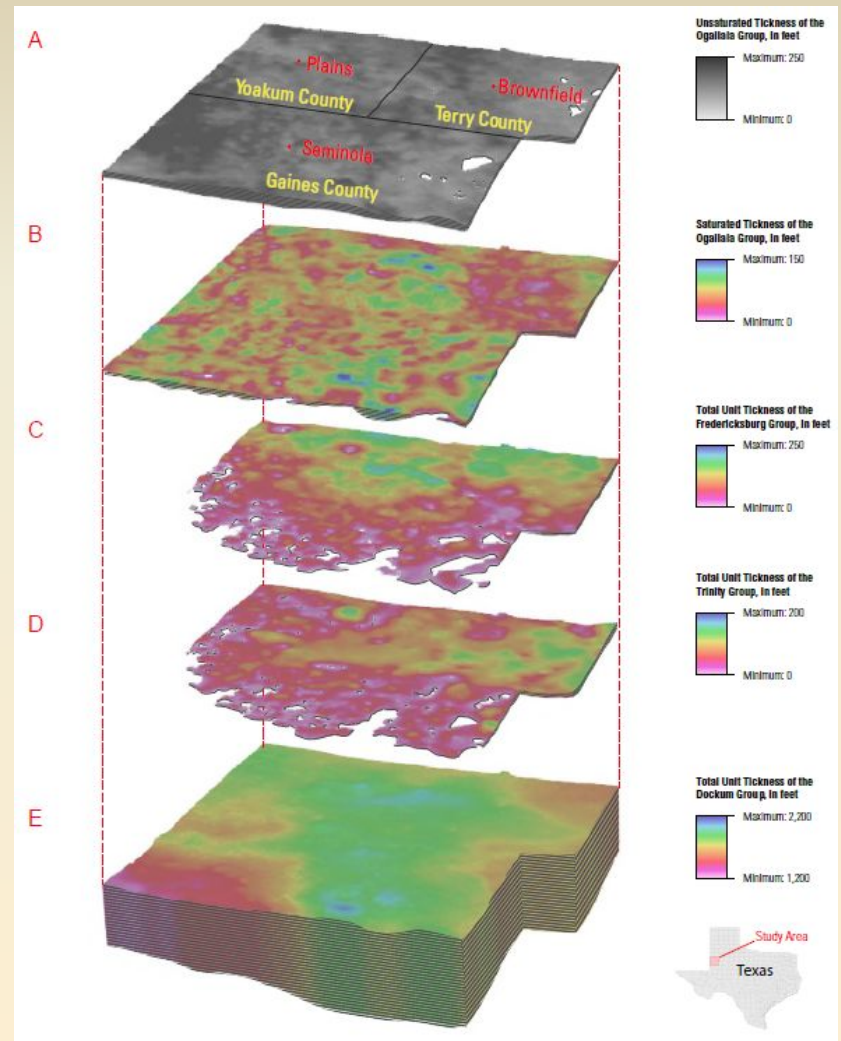 A
Plains
Yoakum County
Brownfield
Terry County
Seminole
Gaines County
Unsaturated Tickness of the
Ogallala Group, in feet
Maximum: 250
Minimum: 0
B
Saturated Tickness of the
Ogallala Group, in feet
Maximum: 150
Minimum: 0
C
Total Unit Tickness of the
Fredericksburg Group, in feet
Maximum: 250
Minimum: 0
D
Total Unit Tickness of the
Trinity Group, in feet
Maximum: 200
Minimum: 0
E
Total Unit Tickness of the
Dockum Group, in feet
Maximum: 2,200
Minimum: 1,200
Study Area
Texas